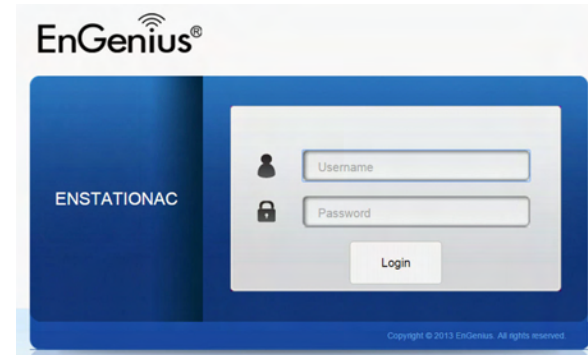 EnGenius®
Username
ENSTATIONAC
Password
Login
Copyright © 2013 EnGenius. All rights reserved.